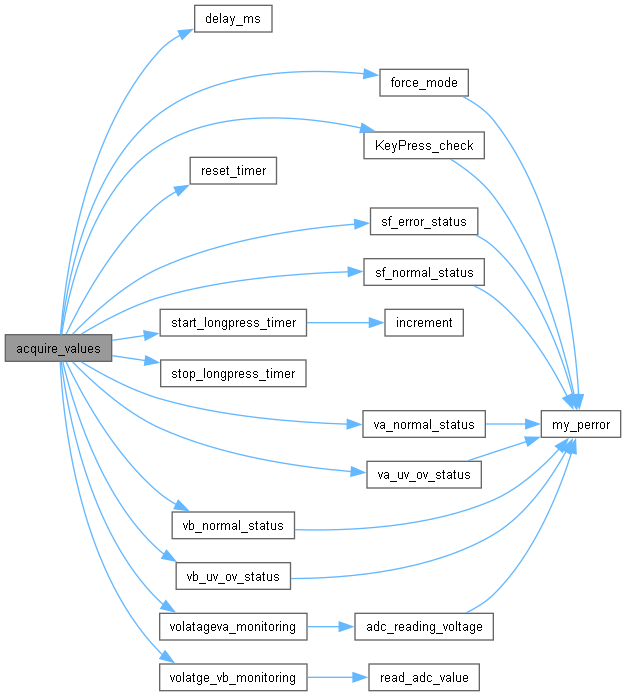 delay_ms
force_mode
KeyPress_check
reset_timer
sf_error_status
sf_normal_status
start_longpress_timer
increment
acquire_values
stop_longpress_timer
va_normal_status
my_perror
va_uv_ov_status
vb_normal_status
vb_uv_ov_status
volatageva_monitoring
adc_reading_voltage
volatge_vb_monitoring
read_adc_value